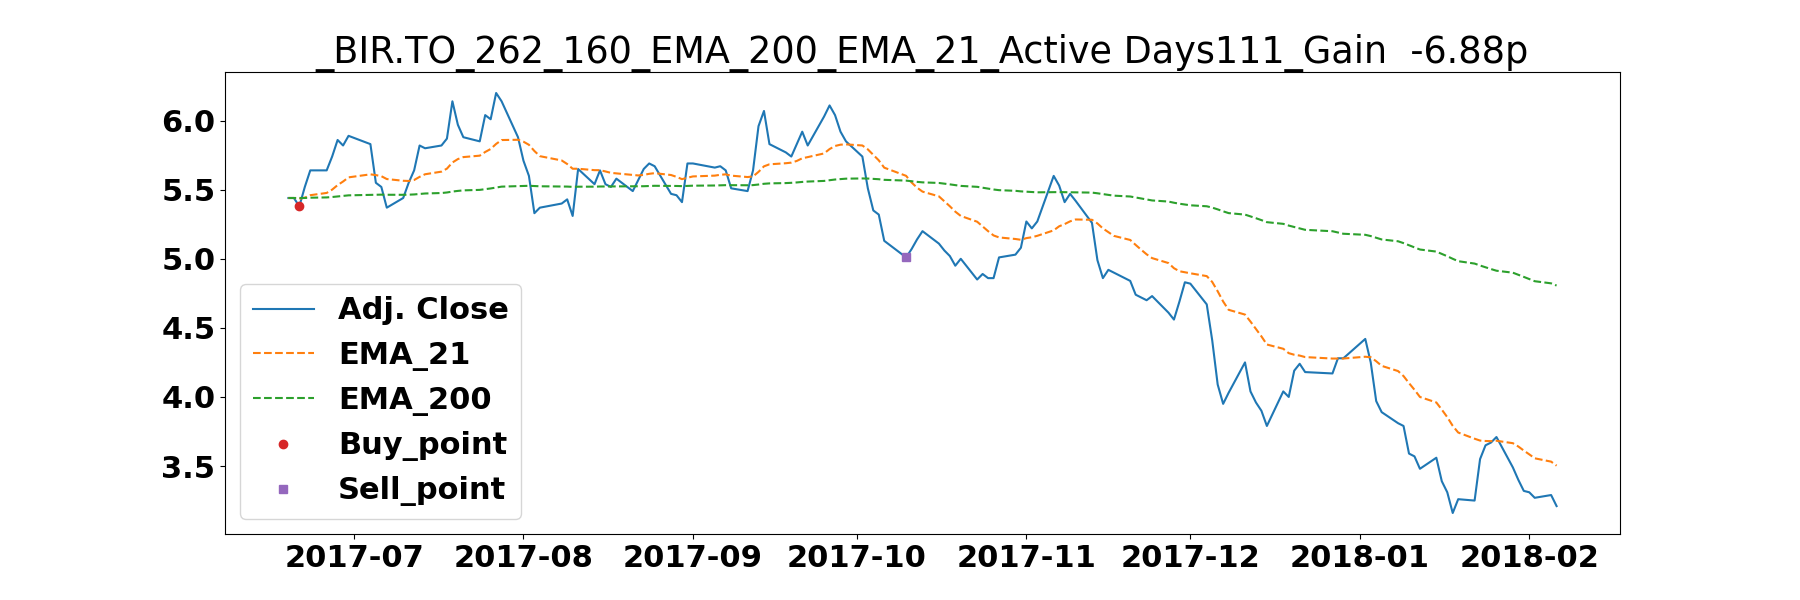 _BIR.TO_262_160_EMA_200_EMA_21_Active Days111_Gain  -6.88p
6.0
5.5
5.0
4.5
4.0
3.5
Adj. Close
EMA_21
EMA_200
Buy_point
Sell_point
2017-07 2017-08 2017-09 2017-10 2017-11 2017-12 2018-01 2018-02